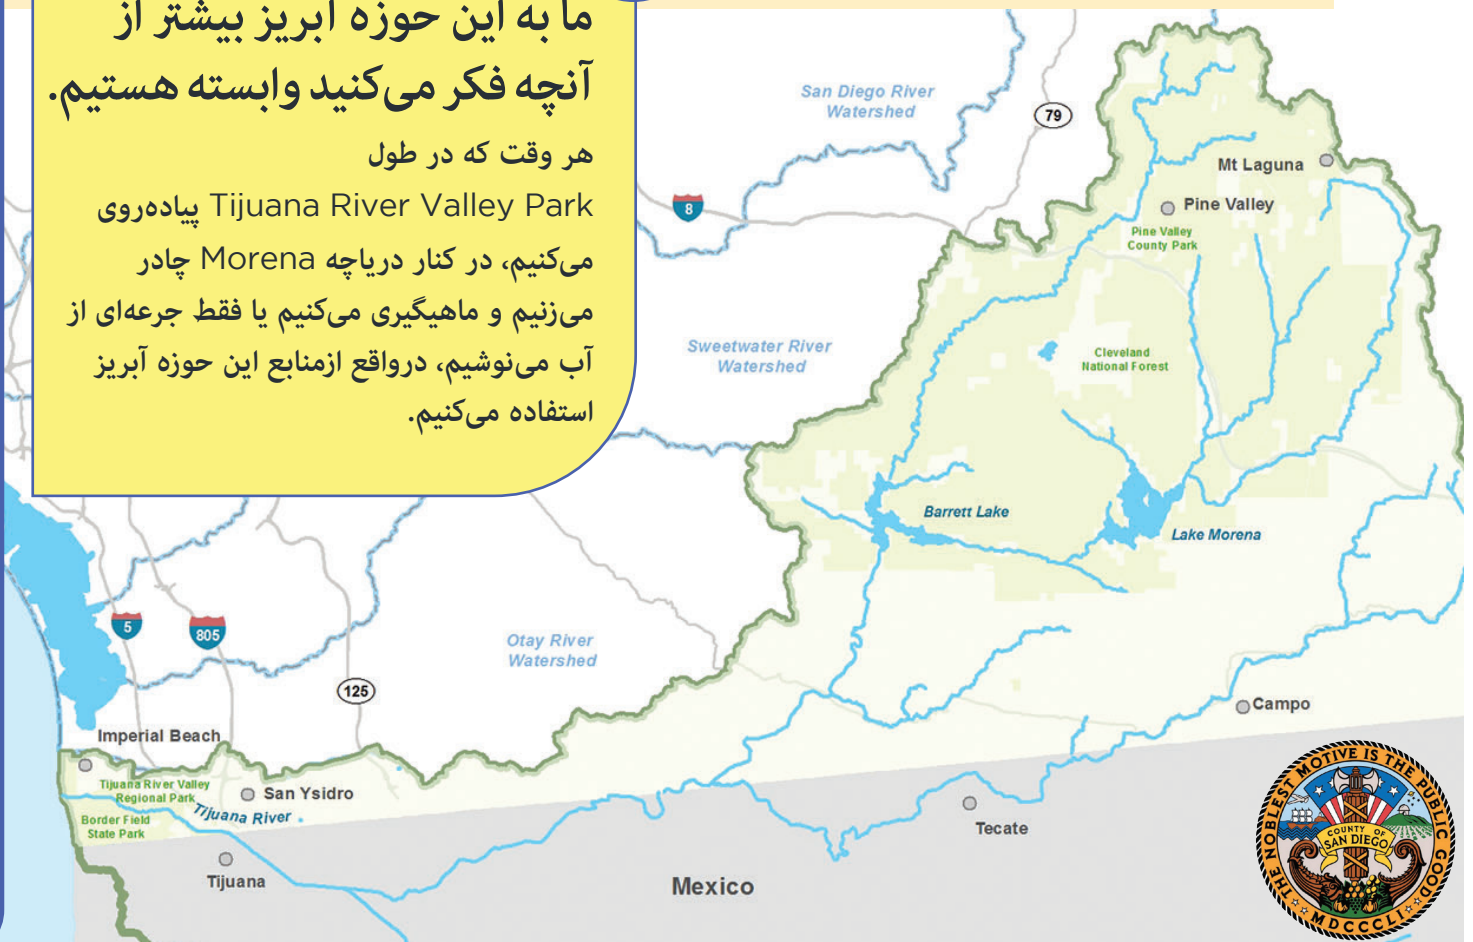 ما به این حوزه آبریز بیشتر از
آنچه فکر می‌کنید وابسته هستیم.
هر وقت که در طول
Tijuana River Valley Park پیاده‌روی
می‌کنیم، در کنار دریاچه Morena چادر
می‌زنیم و ماهیگیری می‌کنیم یا فقط جرعه‌ای از
آب می‌نوشیم، درواقع ازمنابع این حوزه آبریز
استفاده می‌کنیم.
San Diego River
Watershed
79
8
Mt Laguna
Pine Valley
Pine Valley
County Park
Sweetwater River
Watershed
Cleveland
National Forest
Barrett Lake
Lake Morena
5
805
125
Otay River
Watershed
Campo
Imperial Beach
Tijuana River Valley
Regional Park
San Ysidro
Tijuana River
Border Field
State Park
Tijuana
Tecate
Mexico
THE NOBLEST MOTIVE IS THE PUBLIC GOOD
COUNTY OF
SAN DIEGO
MDCCCLI